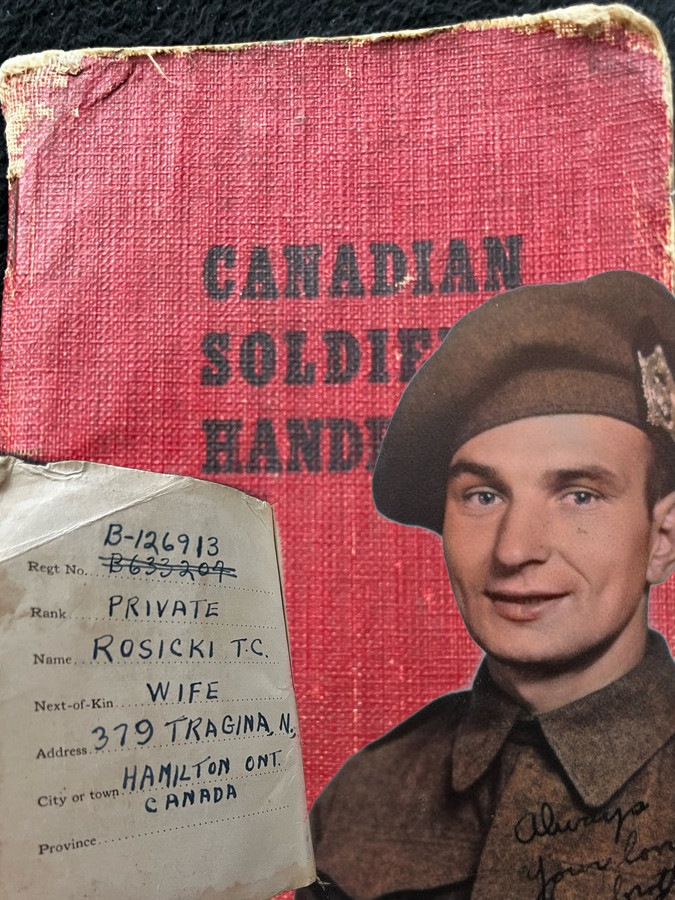 CANADIAN
SOLDIE
HAND
B-126913
Regt No. B633204
Rank PRIVATE
Name ROSICKI T.C.
Next-of-Kin WIFE
Address 379 TRAGINA, N,
City or town HAMILTON ONT.
CANADA
Province
Always
Your